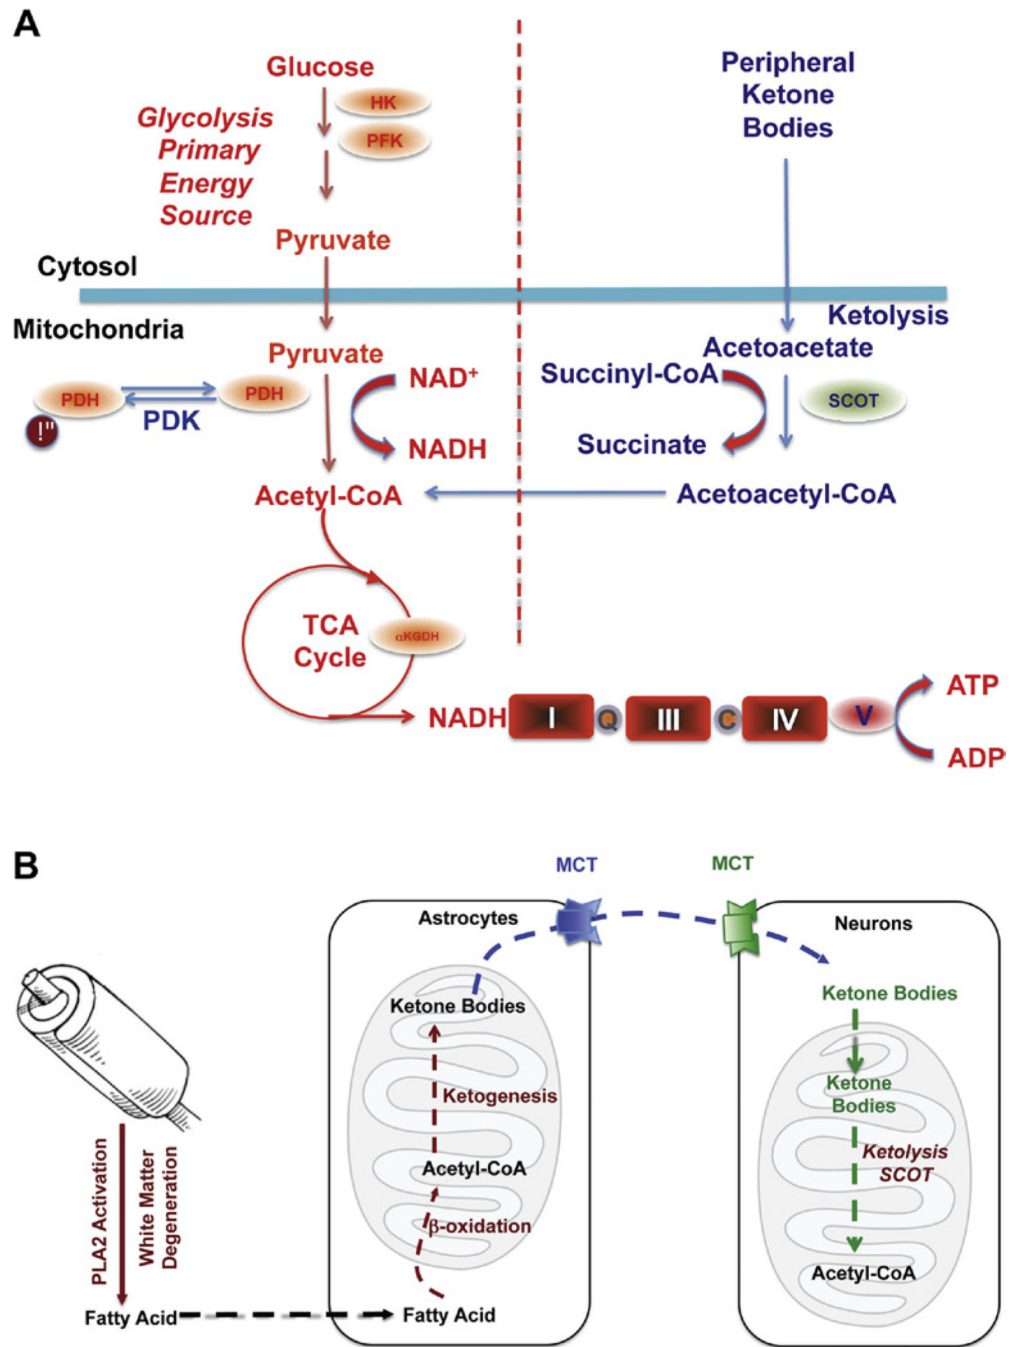 A
Glucose
HK
PFK
Glycolysis
Primary
Energy
Source
Pyruvate
Peripheral
Ketone
Bodies
Cytosol
Mitochondria
Pyruvate
PDH
PDH
PDK
!"
NAD⁺
NADH
Acetyl-CoA
Ketolysis
Acetoacetate
Succinyl-CoA
SCOT
Succinate
Acetoacetyl-CoA
TCA
Cycle
αKGDH
NADH
I
Q
III
C
IV
V
ATP
ADP
B
MCT
MCT
Astrocytes
Neurons
Ketone Bodies
Ketogenesis
Acetyl-CoA
β-oxidation
Fatty Acid
PLA2 Activation
White Matter
Degeneration
Fatty Acid
Ketone Bodies
Ketone
Bodies
Ketolysis
SCOT
Acetyl-CoA